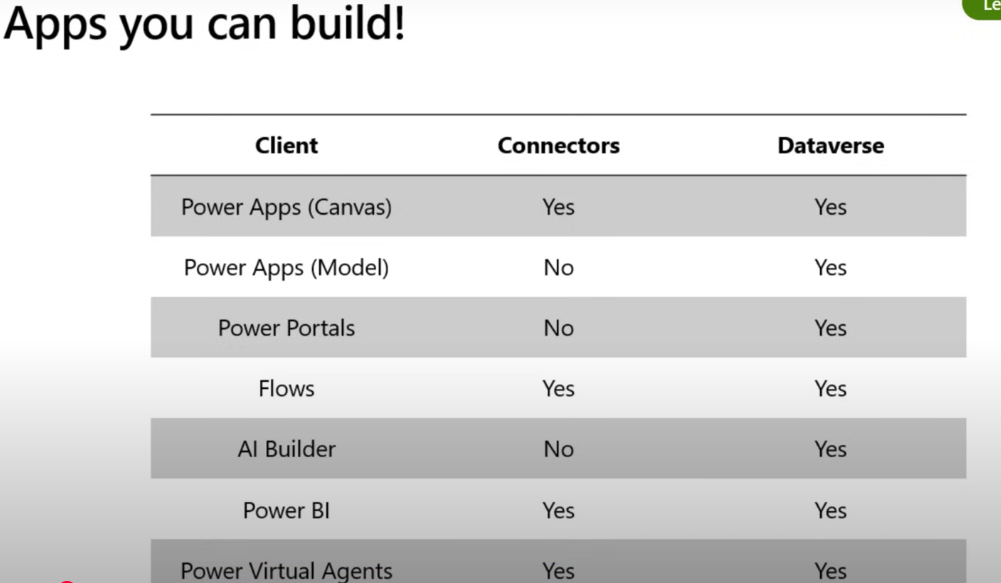 Apps you can build!
Le
Client Connectors Dataverse
Power Apps (Canvas) Yes Yes
Power Apps (Model) No Yes
Power Portals No Yes
Flows Yes Yes
AI Builder No Yes
Power BI Yes Yes
Power Virtual Agents Yes Yes